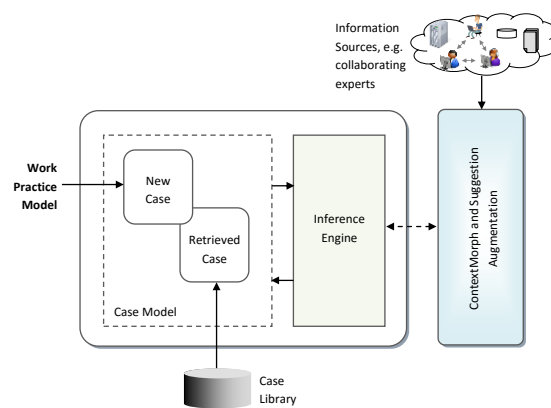 Information
Sources, e.g.
collaborating
experts
Work
Practice
Model
New
Case
Retrieved
Case
Case Model
Inference
Engine
ContextMorph and Suggestion
Augmentation
Case
Library